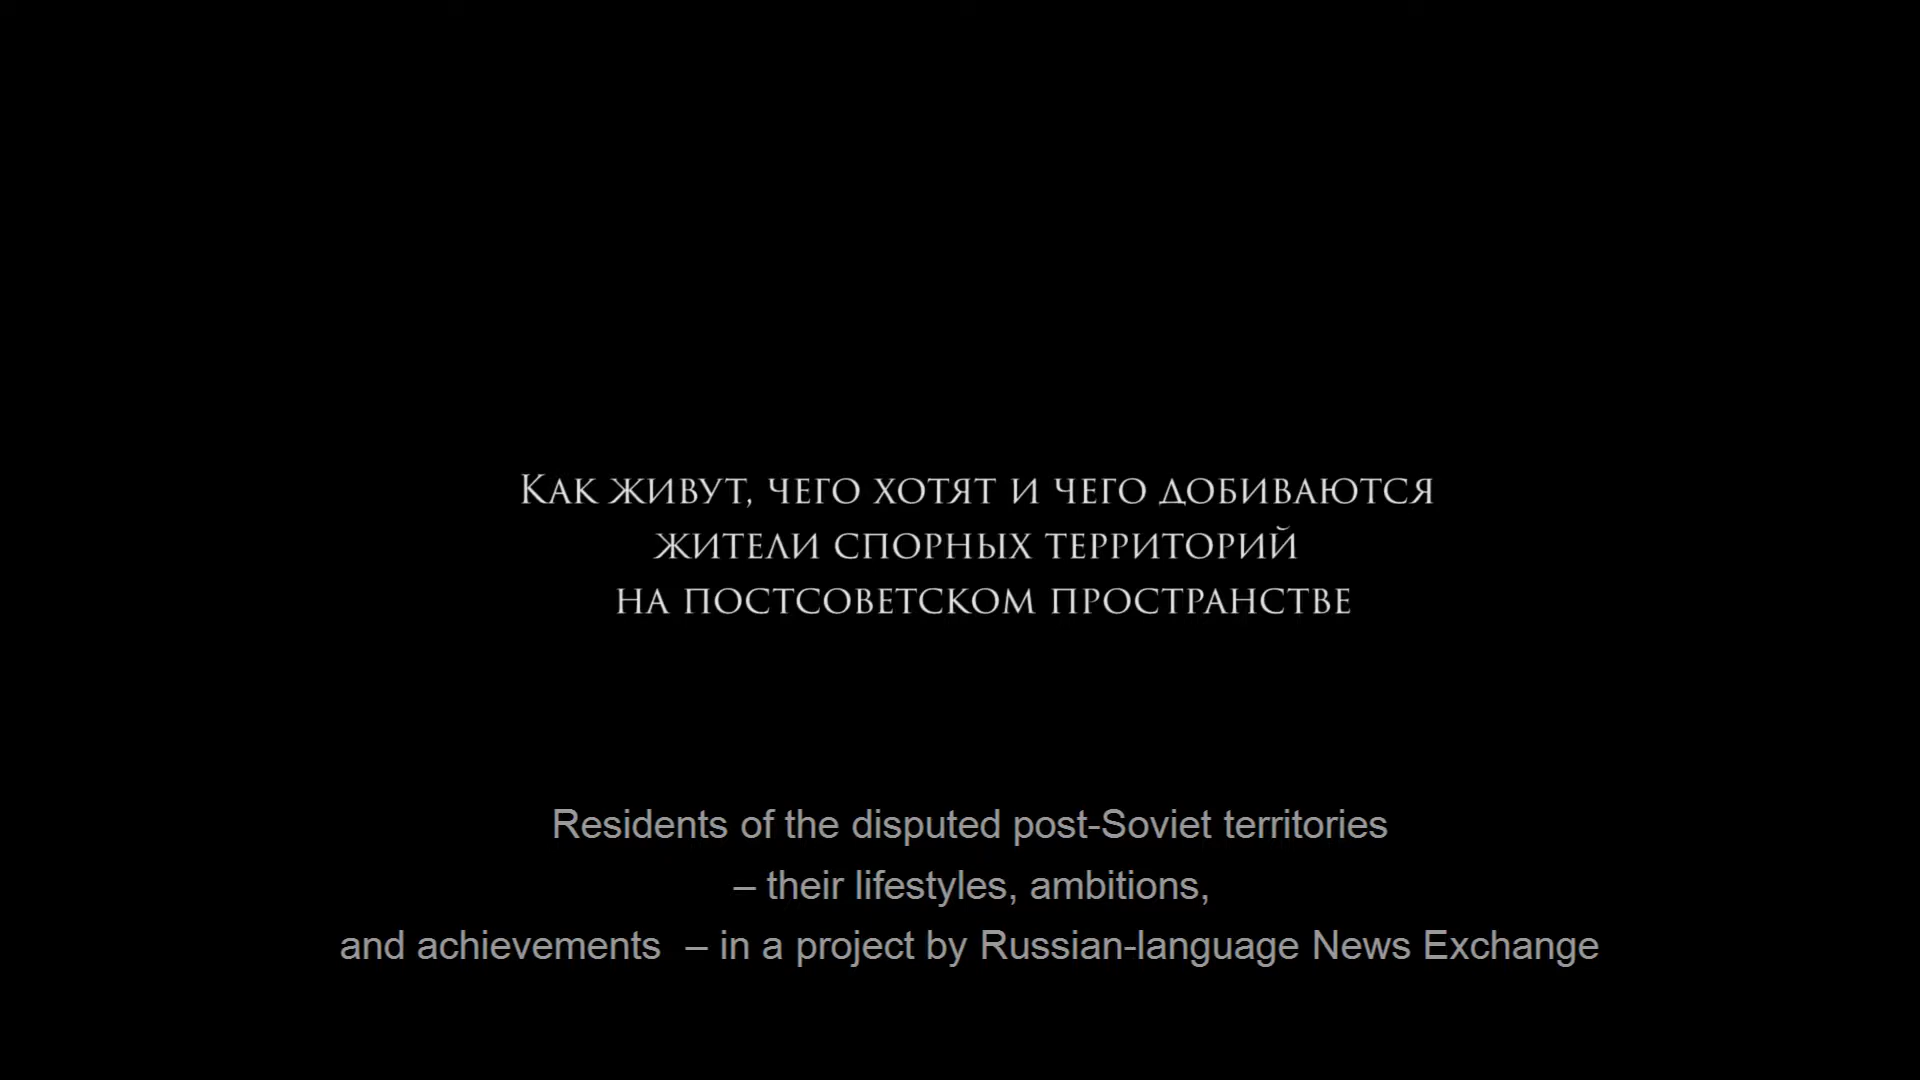 Как живут, чего хотят и чего добиваются
жители спорных территорий
на постсоветском пространстве
Residents of the disputed post-Soviet territories
– their lifestyles, ambitions,
and achievements – in a project by Russian-language News Exchange